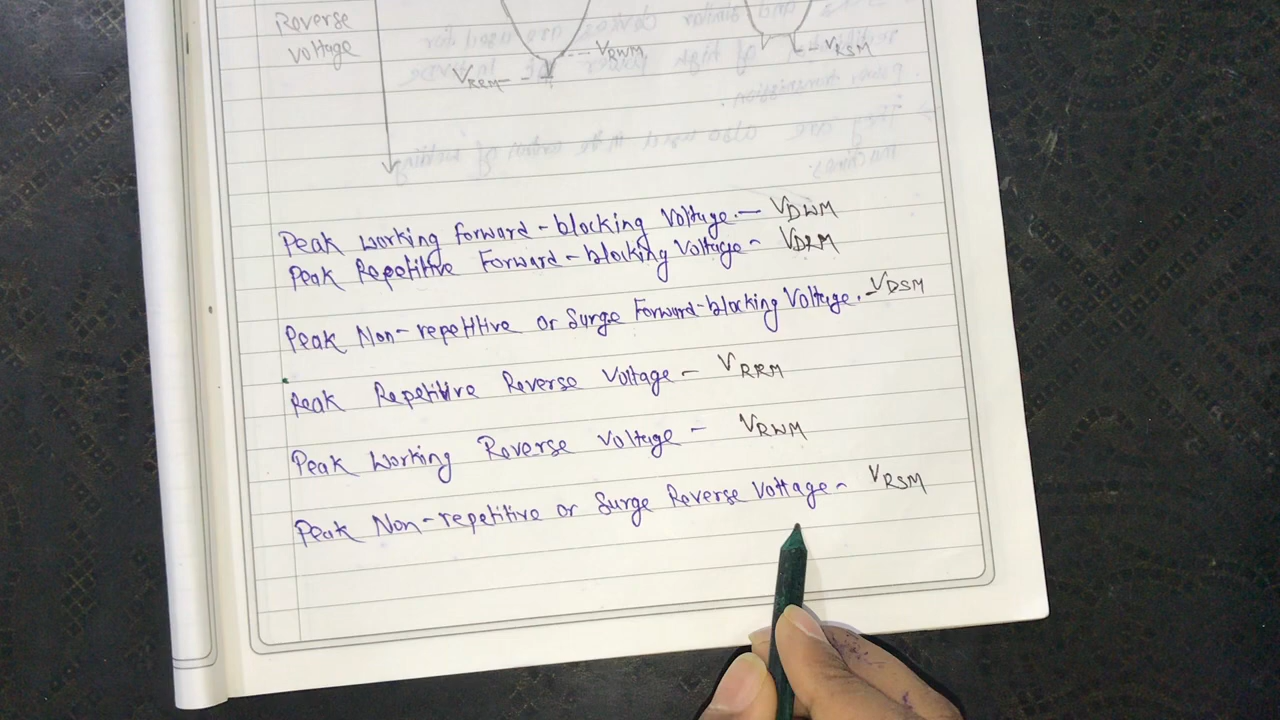 Reverse
Voltage
VRWM
VRRM
VRSM
Peak Working Forward-blocking Voltage. — VDWM
Peak Repetitive Forward-blocking Voltage - VDRM
Peak Non-repetitive or Surge Forward-blocking Voltage. - VDSM
Peak Repetitive Reverse Voltage - VRRM
Peak Working Reverse Voltage - VRWM
Peak Non-repetitive or Surge Reverse Voltage - VRSM